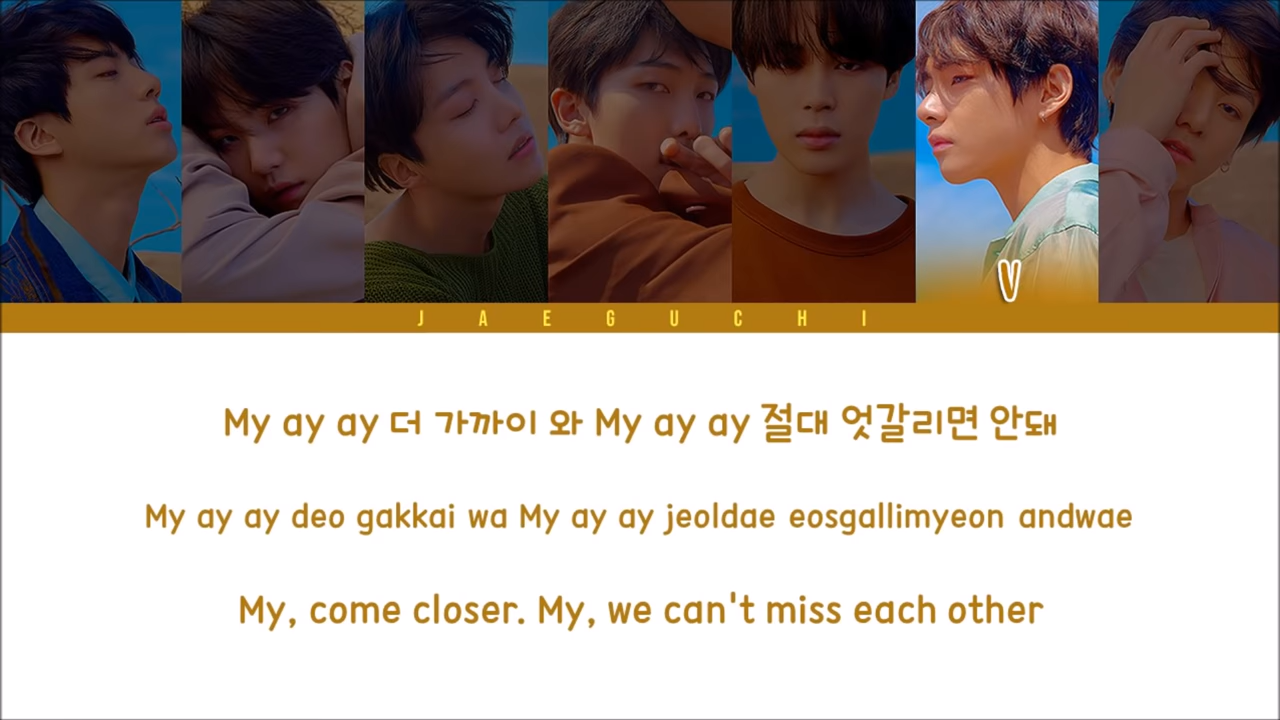 V
JAEGUCHI
My ay ay 더 가까이 와 My ay ay 절대 엇갈리면 안돼
My ay ay deo gakkai wa My ay ay jeoldae eosgallimyeon andwae
My, come closer. My, we can't miss each other